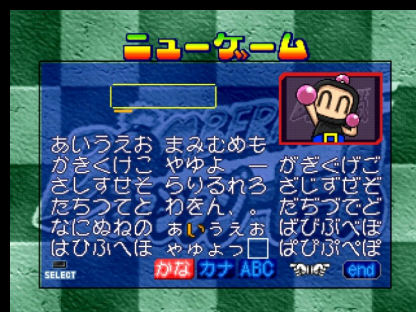 ニューゲーム
あいうえお まみむめも
かきくけこ やゆよ ー がぎぐげご
さしすせそ らりるれろ ざじずぜぞ
たちつてと わをん、。 だぢづでど
なにぬねの ぁぃぅぇぉ ばびぶべぼ
はひふへほ ゃゅょっ ぱぴぷぺぽ
SELECT かな カナ ABC end